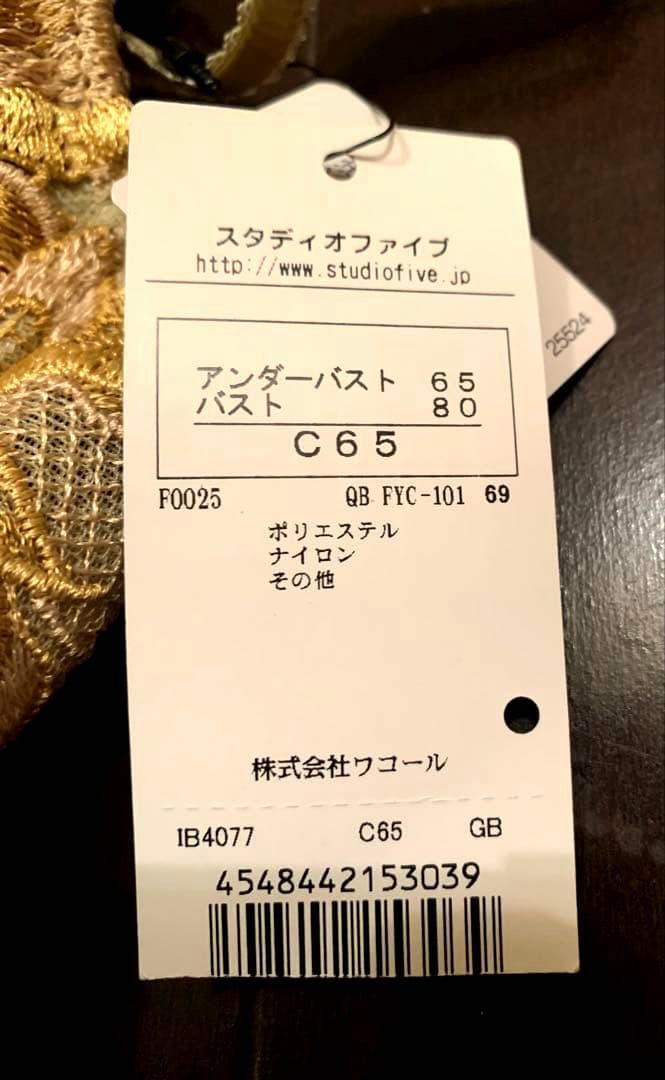 スタディオファイブ
http://www.studiofive.jp
アンダーバスト 65
バスト 80
C65
F0025 QB FYC-101 69
ポリエステル
ナイロン
その他
株式会社ワコール
IB4077 C65 GB
4548442153039
25524